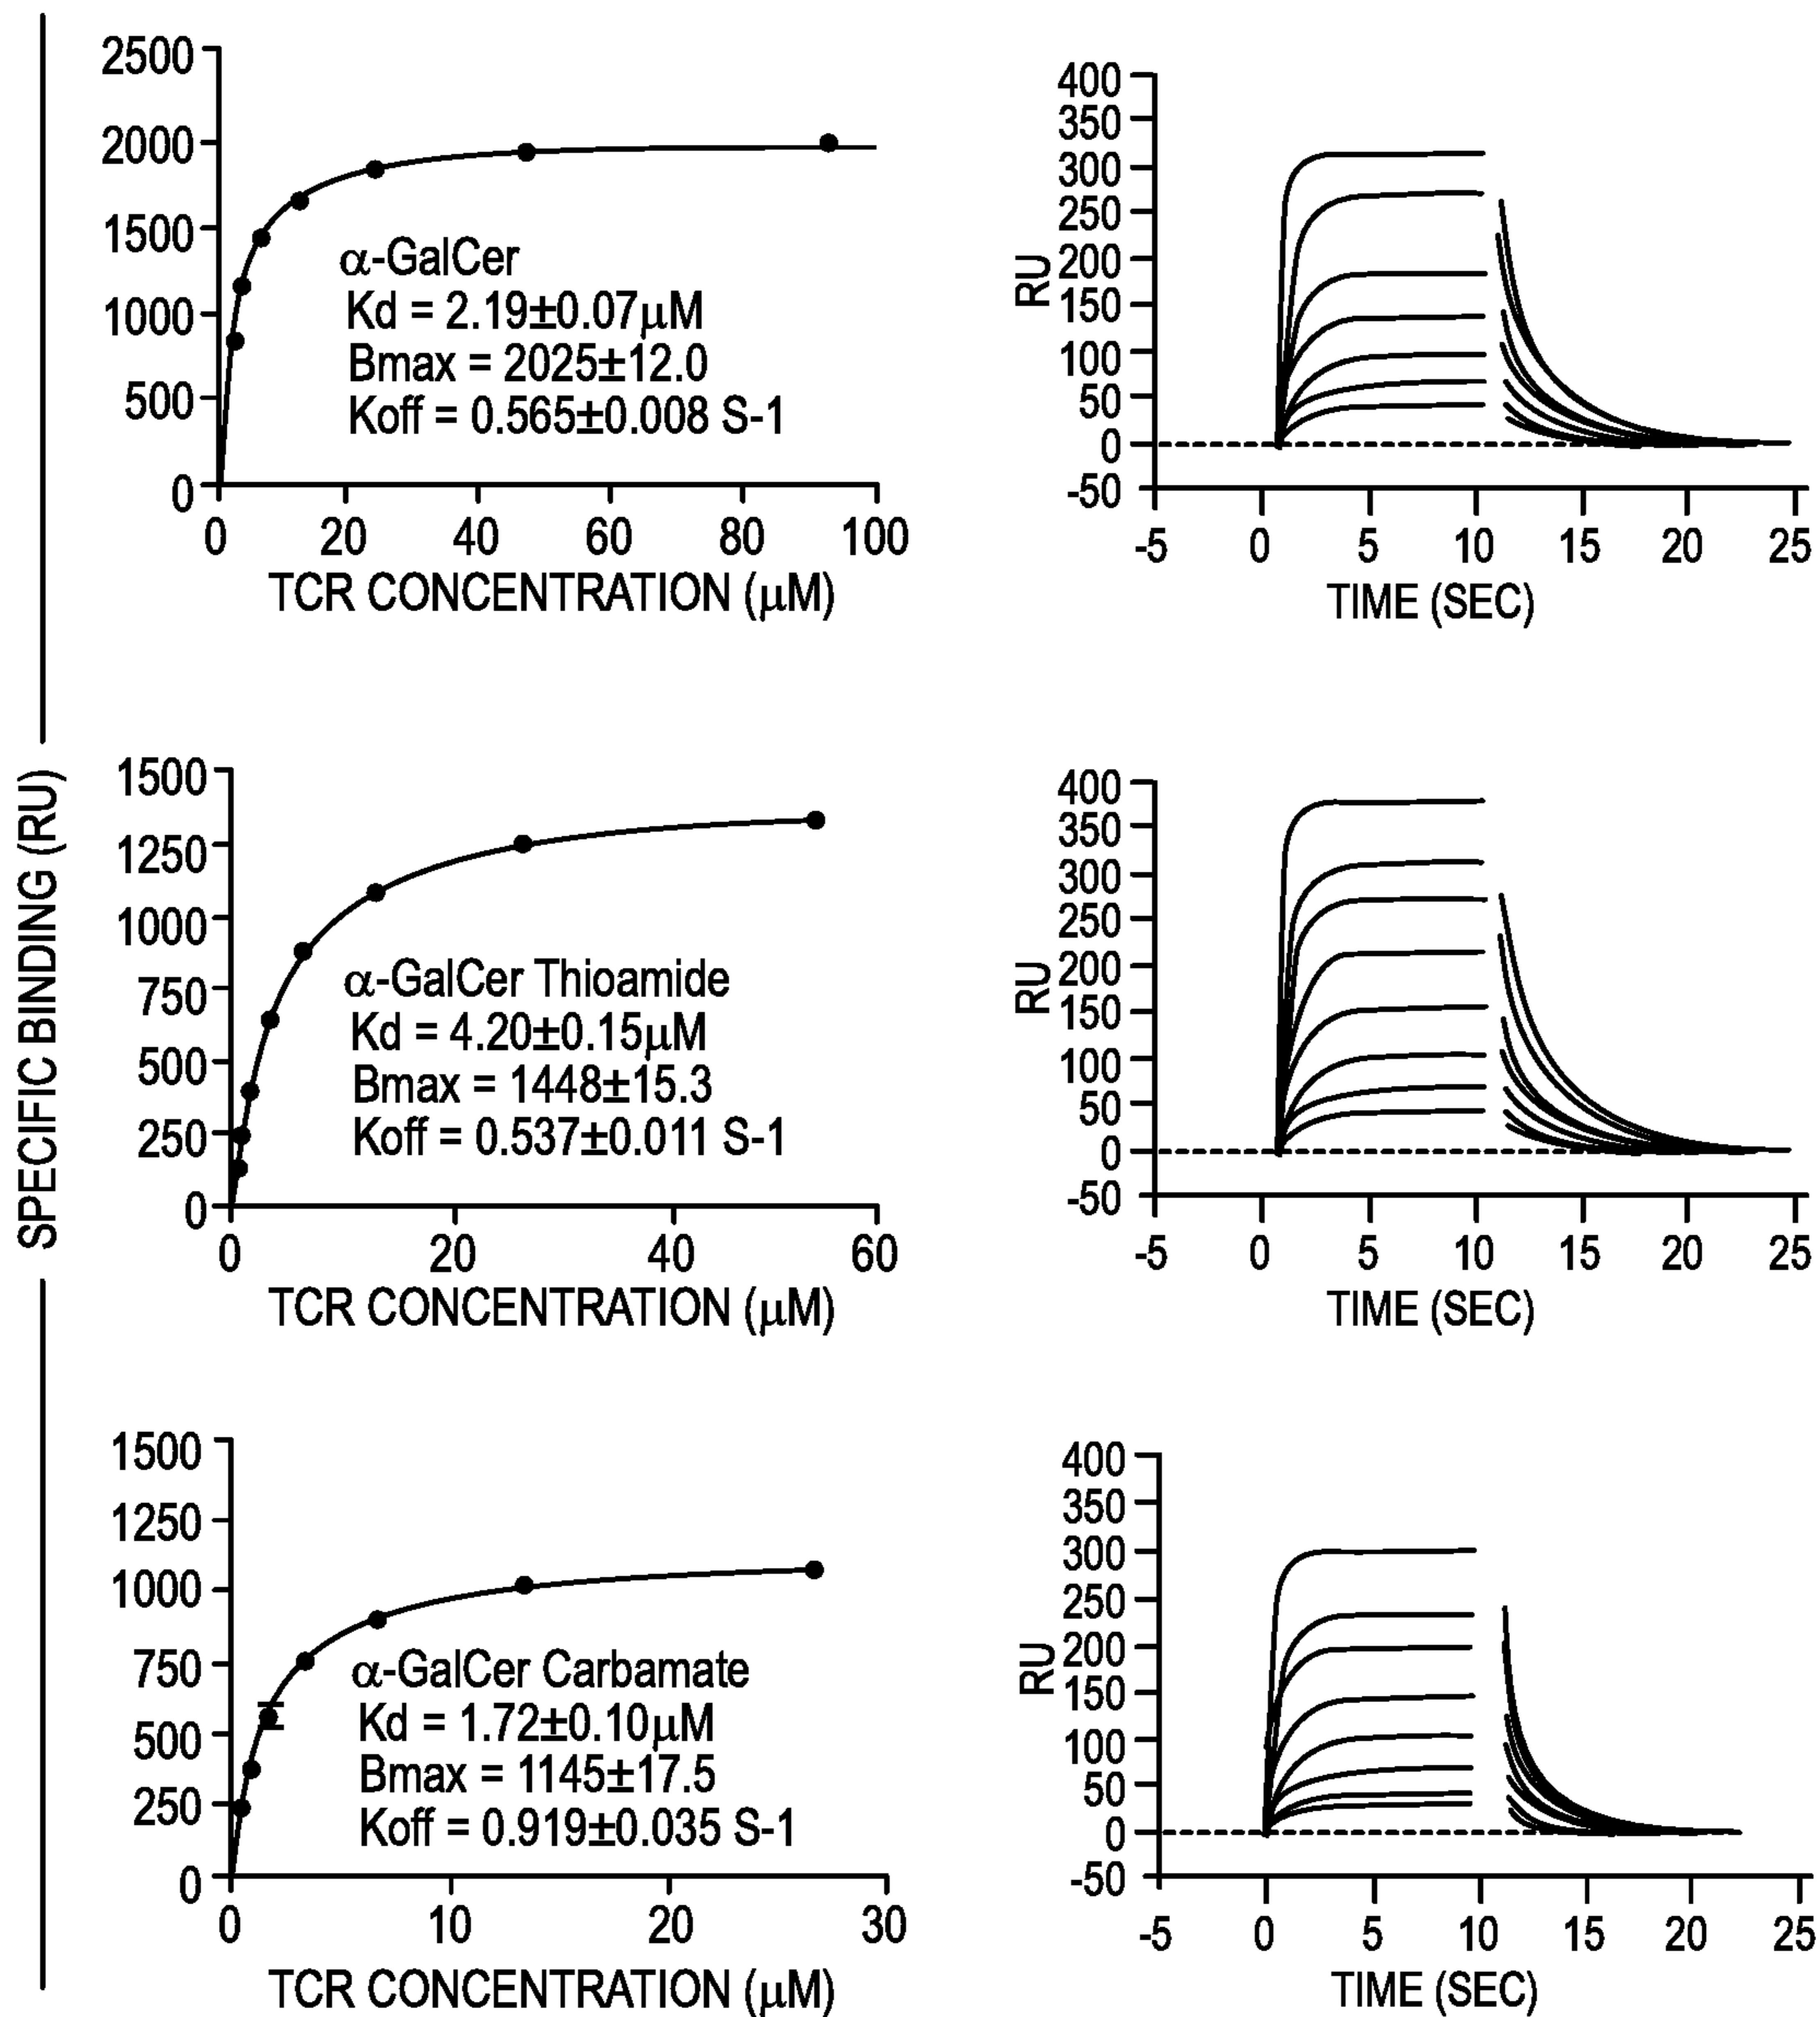 SPECIFIC BINDING (RU)
2500
2000
1500
1000
500
0
0 20 40 60 80 100
TCR CONCENTRATION (μM)
α-GalCer
Kd = 2.19±0.07μM
Bmax = 2025±12.0
Koff = 0.565±0.008 S-1
RU
400
350
300
250
200
150
100
50
0
-50
-5 0 5 10 15 20 25
TIME (SEC)
1500
1250
1000
750
500
250
0
0 20 40 60
TCR CONCENTRATION (μM)
α-GalCer Thioamide
Kd = 4.20±0.15μM
Bmax = 1448±15.3
Koff = 0.537±0.011 S-1
RU
400
350
300
250
200
150
100
50
0
-50
-5 0 5 10 15 20 25
TIME (SEC)
1500
1250
1000
750
500
250
0
0 10 20 30
TCR CONCENTRATION (μM)
α-GalCer Carbamate
Kd = 1.72±0.10μM
Bmax = 1145±17.5
Koff = 0.919±0.035 S-1
RU
400
350
300
250
200
150
100
50
0
-50
-5 0 5 10 15 20 25
TIME (SEC)